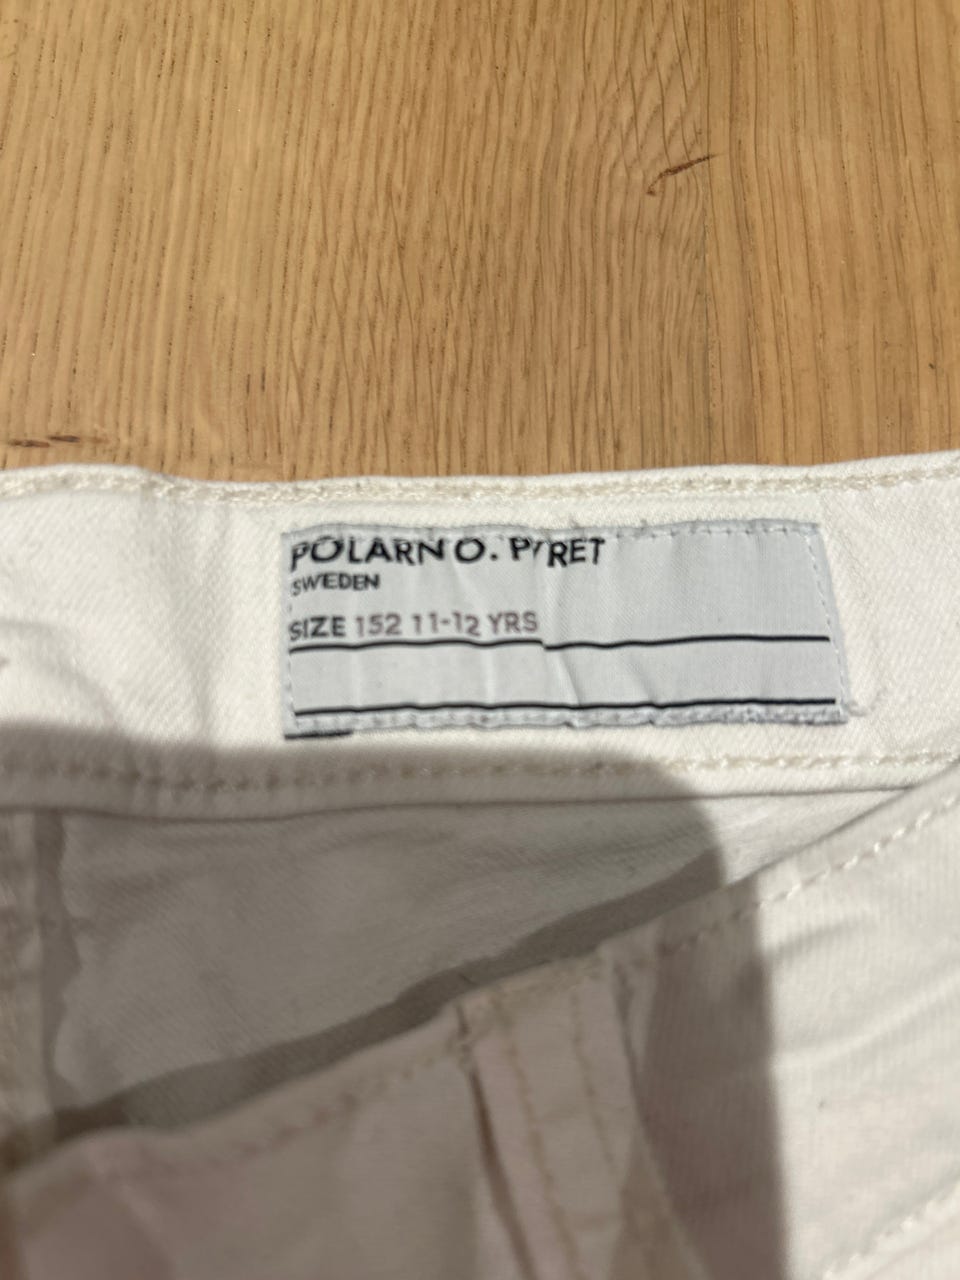 POLARN O. PYRET
SWEDEN
SIZE 152 11-12 YRS